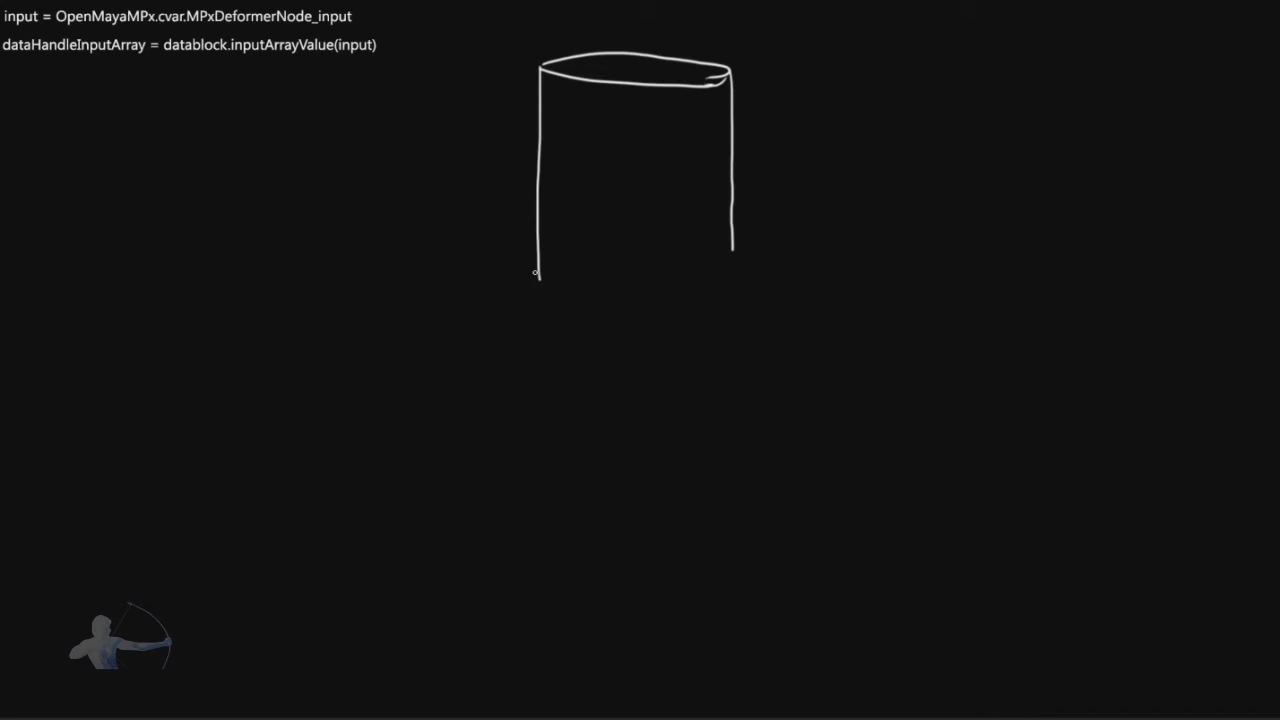 input = OpenMayaMPx.cvar.MPxDeformerNode_input
dataHandleInputArray = datablock.inputArrayValue(input)